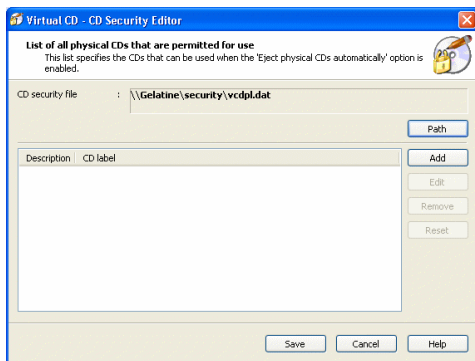 Virtual CD - CD Security Editor
List of all physical CDs that are permitted for use
This list specifies the CDs that can be used when the 'Eject physical CDs automatically' option is
enabled.
CD security file : \\Gelatine\security\vcdpl.dat
Path
Description CD label
Add
Edit
Remove
Reset
Save Cancel Help